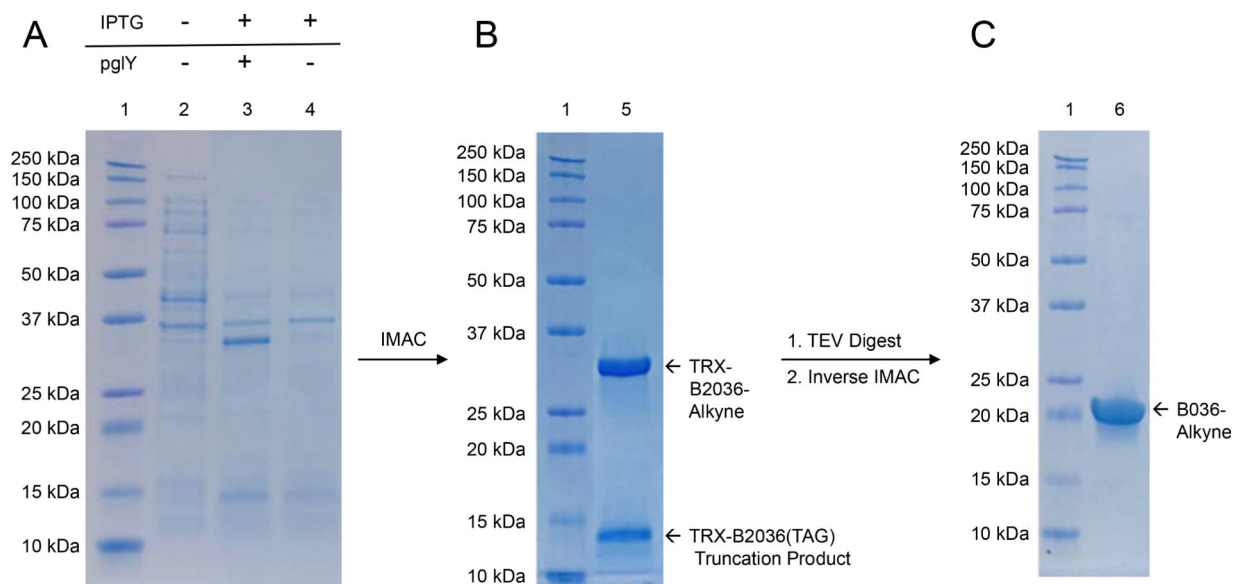 A
IPTG - + +
pglY - + -
1 2 3 4
250 kDa
150 kDa
100 kDa
75 kDa
50 kDa
37 kDa
25 kDa
20 kDa
15 kDa
10 kDa
IMAC
B
1 5
250 kDa
150 kDa
100 kDa
75 kDa
50 kDa
37 kDa
25 kDa
20 kDa
15 kDa
10 kDa
← TRX-
B2036-
Alkyne
← TRX-B2036(TAG)
Truncation Product
1. TEV Digest
2. Inverse IMAC
C
1 6
250 kDa
150 kDa
100 kDa
75 kDa
50 kDa
37 kDa
25 kDa
20 kDa
15 kDa
10 kDa
← B036-
Alkyne